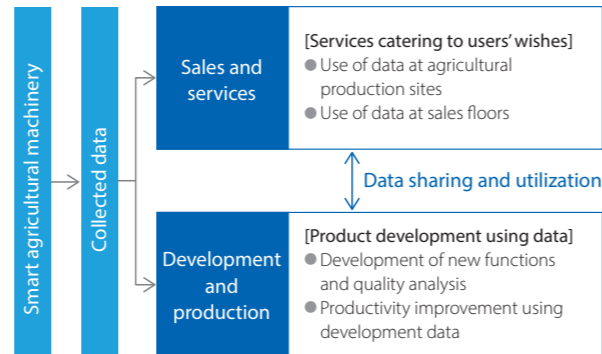 Smart agricultural machinery
Collected data
Sales and
services
[Services catering to users' wishes]
● Use of data at agricultural
production sites
● Use of data at sales floors
Data sharing and utilization
Development
and
production
[Product development using data]
● Development of new functions
and quality analysis
● Productivity improvement using
development data